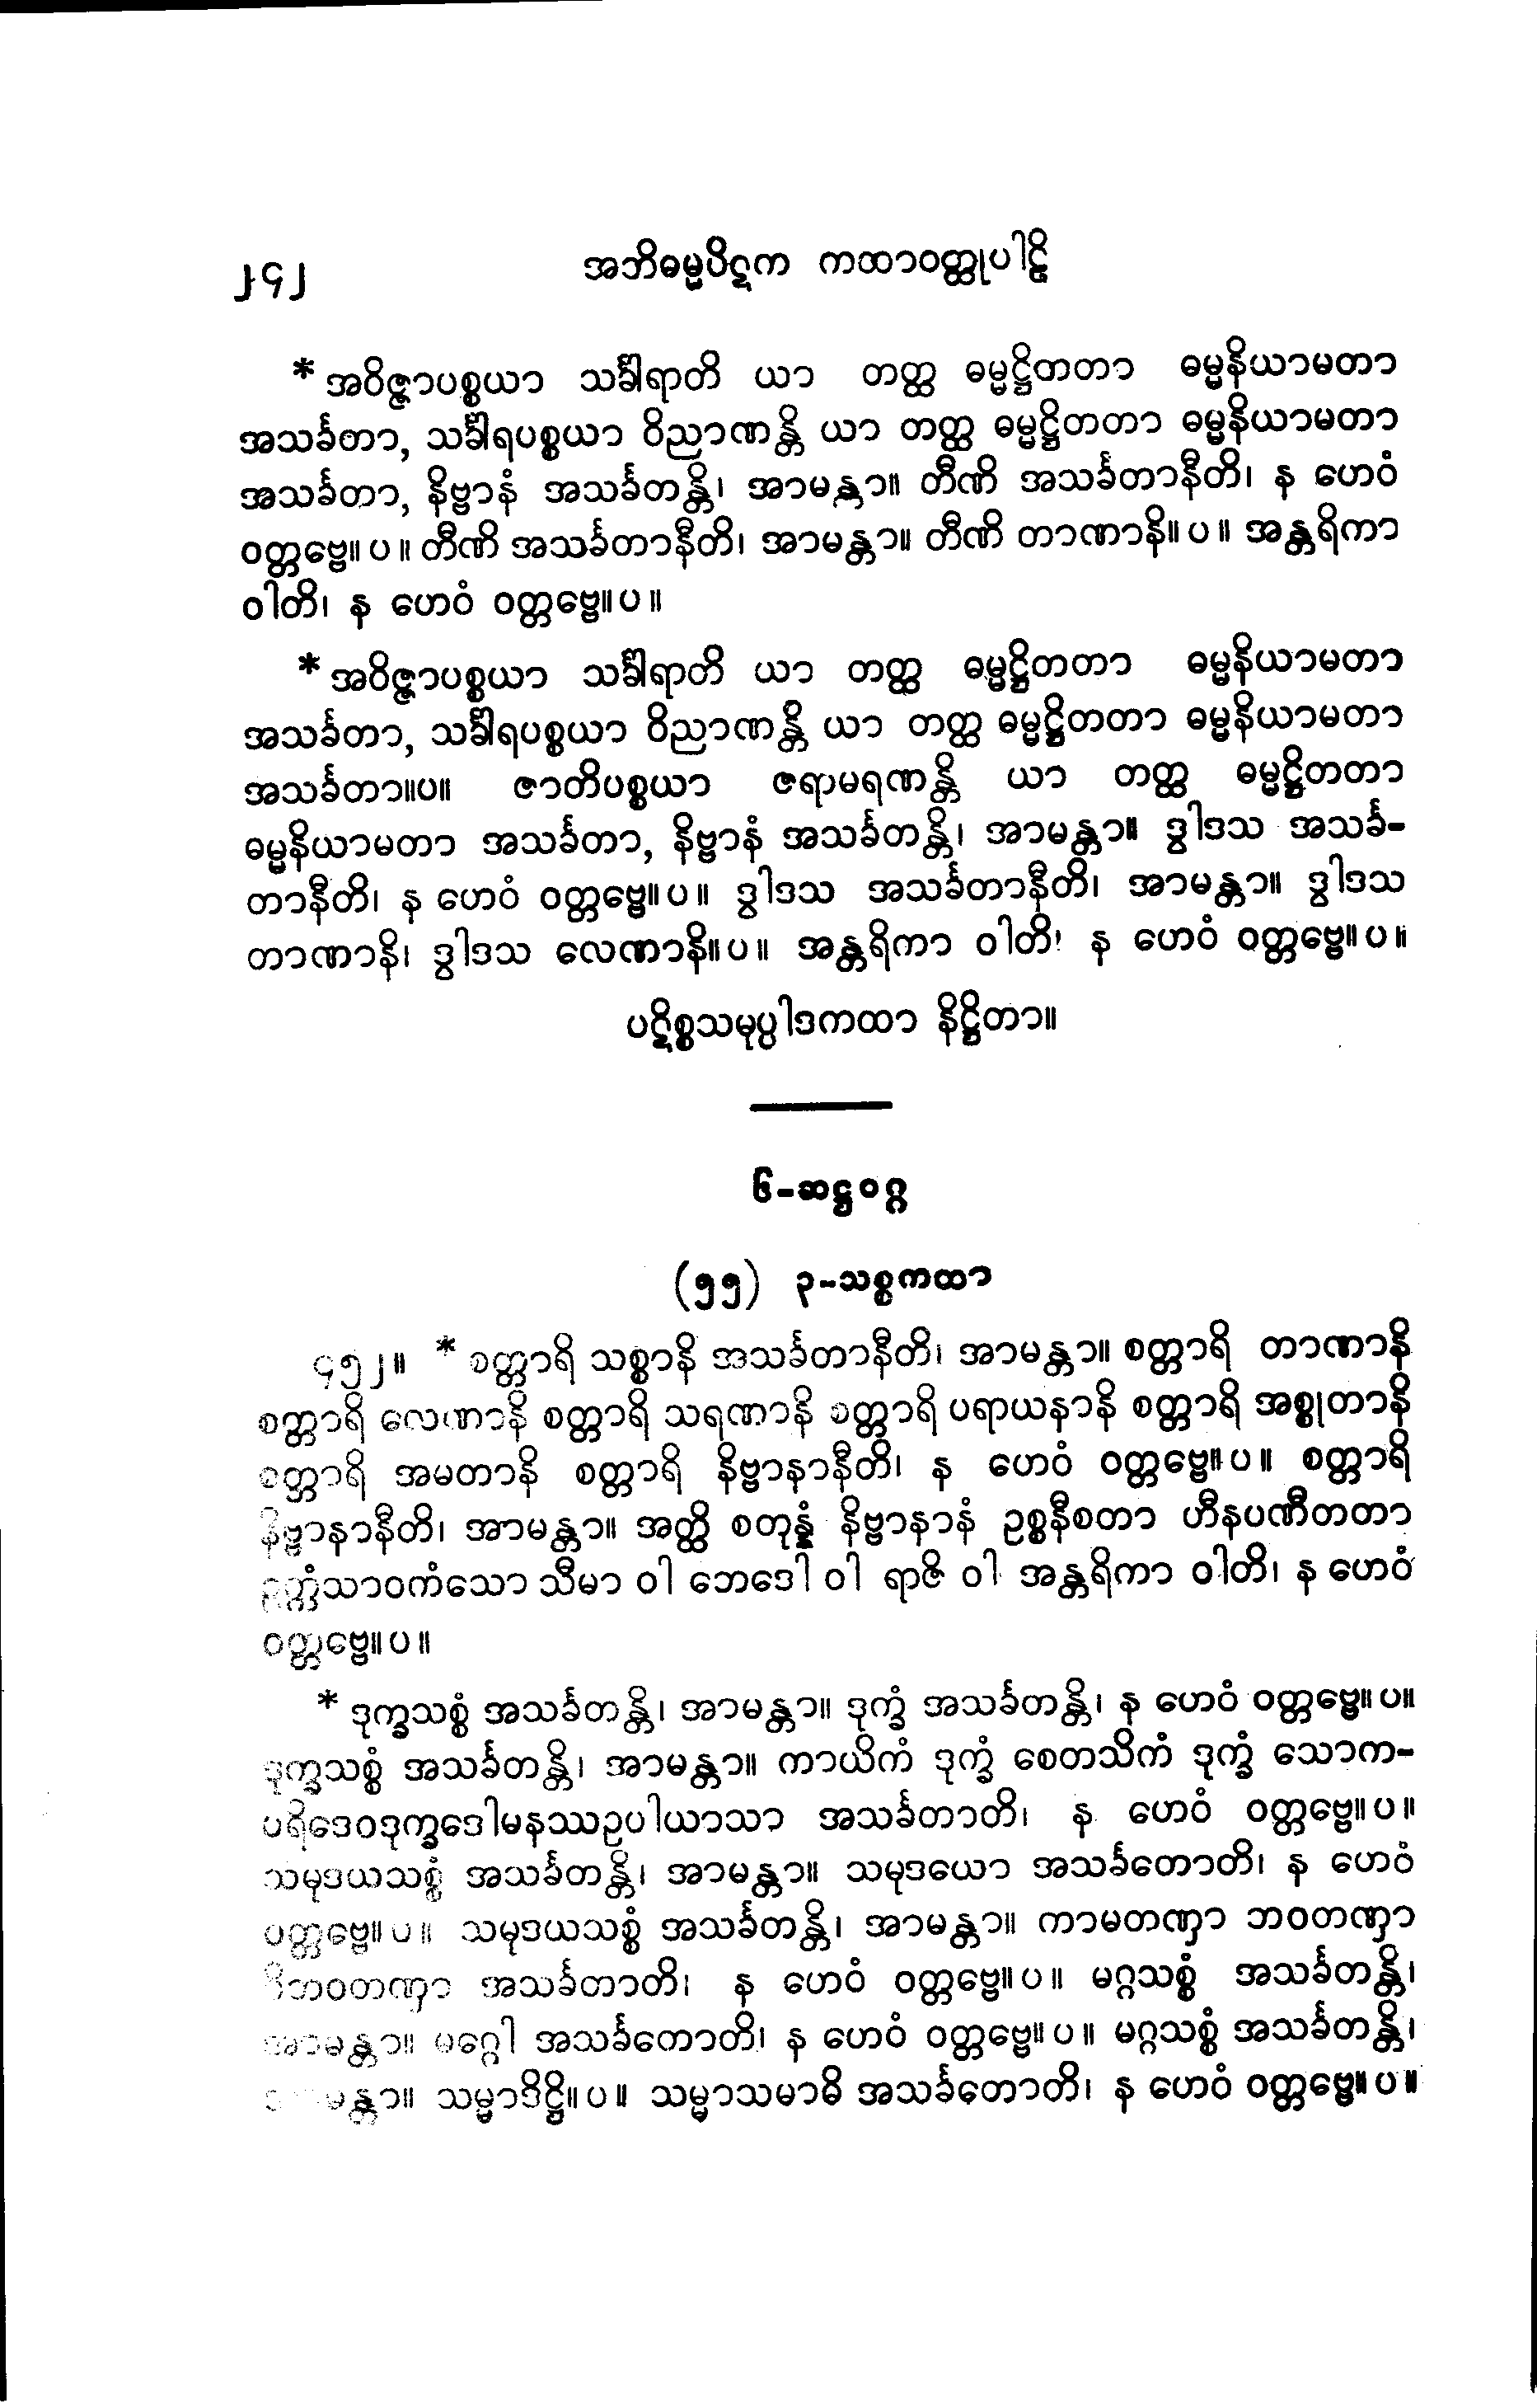 ၂၄၂
အဘိဓမ္မပိဋက ကထာဝတ္ထုပါဠိ
* အဝိဇ္ဇာပစ္စယာ သင်္ခါရာတိ ယာ တတ္ထ ဓမ္မဋ္ဌိတတာ ဓမ္မနိယာမတာ
အသင်္ခတာ, သင်္ခါရပစ္စယာ ဝိညာဏန္တိ ယာ တတ္ထ ဓမ္မဋ္ဌိတတာ ဓမ္မနိယာမတာ
အသင်္ခတာ, နိဗ္ဗာနံ အသင်္ခတန္တိ၊ အာမန္တာ။ တီဏိ အသင်္ခတာနီတိ၊ န ဟေဝံ
ဝတ္တဗ္ဗေ။ ပ ။ တီဏိ အသင်္ခတာနီတိ၊ အာမန္တာ။ တီဏိ တာဏာနိ။ ပ ။ အန္တရိကာ
ဝါတိ၊ န ဟေဝံ ဝတ္တဗ္ဗေ။ ပ ။
* အဝိဇ္ဇာပစ္စယာ သင်္ခါရာတိ ယာ တတ္ထ ဓမ္မဋ္ဌိတတာ ဓမ္မနိယာမတာ
အသင်္ခတာ, သင်္ခါရပစ္စယာ ဝိညာဏန္တိ ယာ တတ္ထ ဓမ္မဋ္ဌိတတာ ဓမ္မနိယာမတာ
အသင်္ခတာ။ပ။ ဇာတိပစ္စယာ ဇရာမရဏန္တိ ယာ တတ္ထ ဓမ္မဋ္ဌိတတာ
ဓမ္မနိယာမတာ အသင်္ခတာ, နိဗ္ဗာနံ အသင်္ခတန္တိ၊ အာမန္တာ။ ဒွါဒသ အသင်္ခ-
တာနီတိ၊ န ဟေဝံ ဝတ္တဗ္ဗေ။ ပ ။ ဒွါဒသ အသင်္ခတာနီတိ၊ အာမန္တာ။ ဒွါဒသ
တာဏာနိ၊ ဒွါဒသ လေဏာနိ။ ပ ။ အန္တရိကာ ဝါတိ၊ န ဟေဝံ ဝတ္တဗ္ဗေ။ ပ ။
ပဋိစ္စသမုပ္ပါဒကထာ နိဋ္ဌိတာ။
၆-ဆဋ္ဌဝဂ္ဂ
(၅၅) ၃-သစ္စကထာ
၄၅၂။ * စတ္တာရိ သစ္စာနိ အသင်္ခတာနီတိ၊ အာမန္တာ။ စတ္တာရိ တာဏာနိ
စတ္တာရိ လေဏာနိ စတ္တာရိ သရဏာနိ စတ္တာရိ ပရာယနာနိ စတ္တာရိ အစ္စုတာနိ
စတ္တာရိ အမတာနိ စတ္တာရိ နိဗ္ဗာနာနီတိ၊ န ဟေဝံ ဝတ္တဗ္ဗေ။ ပ ။ စတ္တာရိ
နိဗ္ဗာနာနီတိ၊ အာမန္တာ။ အတ္ထိ စတုန္နံ နိဗ္ဗာနာနံ ဥစ္စနီစတာ ဟီနပဏီတတာ
ဥက္ကံသာဝကံသော သီမာ ဝါ ဘေဒေါ ဝါ ရာဇိ ဝါ အန္တရိကာ ဝါတိ၊ န ဟေဝံ
ဝတ္တဗ္ဗေ။ ပ ။
* ဒုက္ခသစ္စံ အသင်္ခတန္တိ၊ အာမန္တာ။ ဒုက္ခံ အသင်္ခတန္တိ၊ န ဟေဝံ ဝတ္တဗ္ဗေ။ ပ။
ဒုက္ခသစ္စံ အသင်္ခတန္တိ၊ အာမန္တာ။ ကာယိကံ ဒုက္ခံ စေတသိကံ ဒုက္ခံ သောက-
ပရိဒေဝဒုက္ခဒေါမနဿဥပါယာသာ အသင်္ခတာတိ၊ န ဟေဝံ ဝတ္တဗ္ဗေ။ ပ ။
သမုဒယသစ္စံ အသင်္ခတန္တိ၊ အာမန္တာ။ သမုဒယော အသင်္ခတောတိ၊ န ဟေဝံ
ဝတ္တဗ္ဗေ။ ပ ။ သမုဒယသစ္စံ အသင်္ခတန္တိ၊ အာမန္တာ။ ကာမတဏှာ ဘဝတဏှာ
ဝိဘဝတဏှာ အသင်္ခတာတိ၊ န ဟေဝံ ဝတ္တဗ္ဗေ။ ပ ။ မဂ္ဂသစ္စံ အသင်္ခတန္တိ၊
အာမန္တာ။ မဂ္ဂေါ အသင်္ခတောတိ၊ န ဟေဝံ ဝတ္တဗ္ဗေ။ ပ ။ မဂ္ဂသစ္စံ အသင်္ခတန္တိ၊
အာမန္တာ။ သမ္မာဒိဋ္ဌိ။ ပ ။ သမ္မာသမာဓိ အသင်္ခတောတိ၊ န ဟေဝံ ဝတ္တဗ္ဗေ။ ပ ။